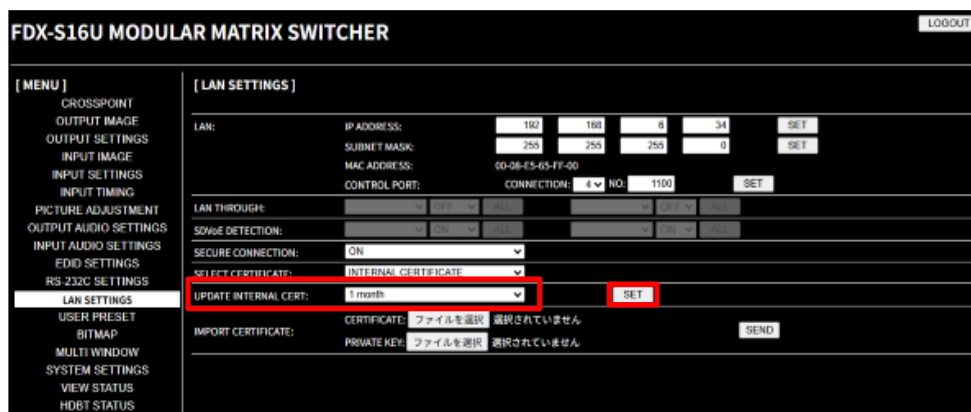 FDX-S16U MODULAR MATRIX SWITCHER
LOGOUT
[ MENU ]
CROSSPOINT
OUTPUT IMAGE
OUTPUT SETTINGS
INPUT IMAGE
INPUT SETTINGS
INPUT TIMING
PICTURE ADJUSTMENT
OUTPUT AUDIO SETTINGS
INPUT AUDIO SETTINGS
EDID SETTINGS
RS-232C SETTINGS
LAN SETTINGS
USER PRESET
BITMAP
MULTI WINDOW
SYSTEM SETTINGS
VIEW STATUS
HDBT STATUS
[ LAN SETTINGS ]
LAN: IP ADDRESS: 192 168 6 34 SET
SUBNET MASK: 255 255 255 0 SET
MAC ADDRESS: 00-08-E5-65-FF-00
CONTROL PORT: CONNECTION: 4 NO: 1100 SET
LAN THROUGH: OFF ALL OFF ALL
SDVoE DETECTION: ON ALL ON ALL
SECURE CONNECTION: ON
SELECT CERTIFICATE: INTERNAL CERTIFICATE
UPDATE INTERNAL CERT: 1 month SET
IMPORT CERTIFICATE: CERTIFICATE: ファイルを選択 選択されていません SEND
PRIVATE KEY: ファイルを選択 選択されていません